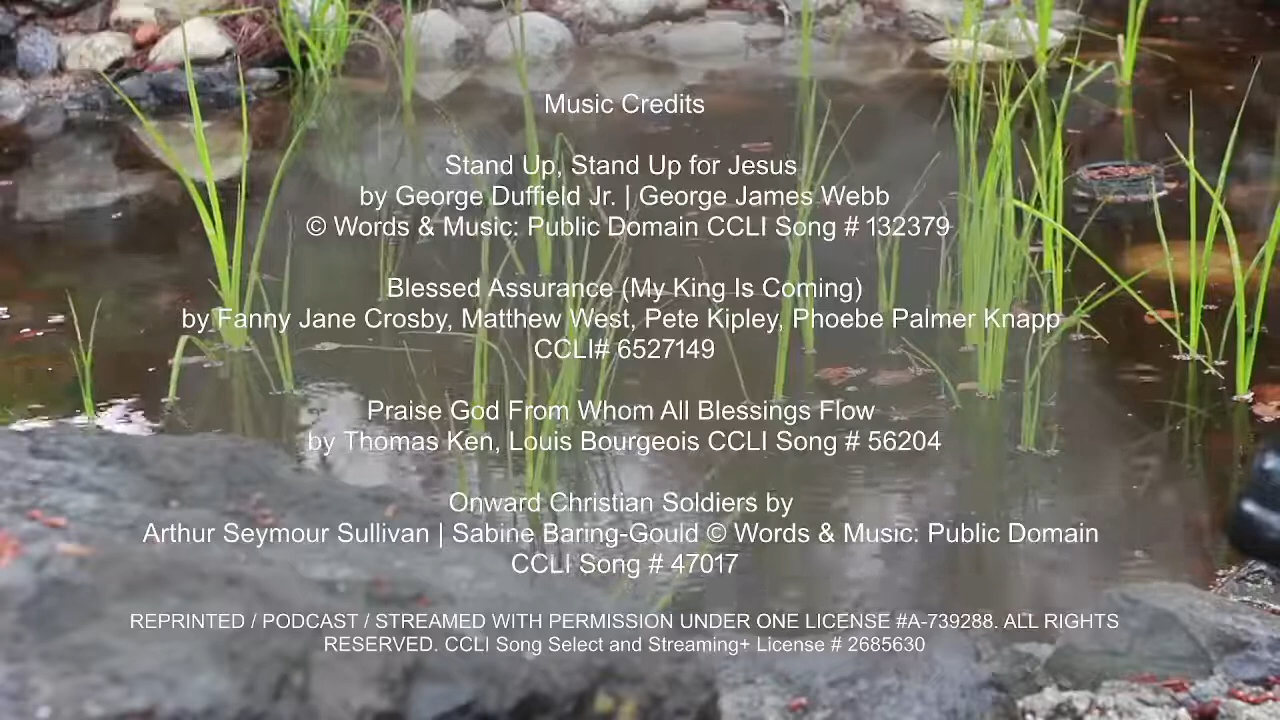 Music Credits
Stand Up, Stand Up for Jesus
by George Duffield Jr. | George James Webb
© Words & Music: Public Domain CCLI Song # 132379
Blessed Assurance (My King Is Coming)
by Fanny Jane Crosby, Matthew West, Pete Kipley, Phoebe Palmer Knapp
CCLI# 6527149
Praise God From Whom All Blessings Flow
by Thomas Ken, Louis Bourgeois CCLI Song # 56204
Onward Christian Soldiers by
Arthur Seymour Sullivan | Sabine Baring-Gould © Words & Music: Public Domain
CCLI Song # 47017
REPRINTED / PODCAST / STREAMED WITH PERMISSION UNDER ONE LICENSE #A-739288. ALL RIGHTS
RESERVED. CCLI Song Select and Streaming+ License # 2685630